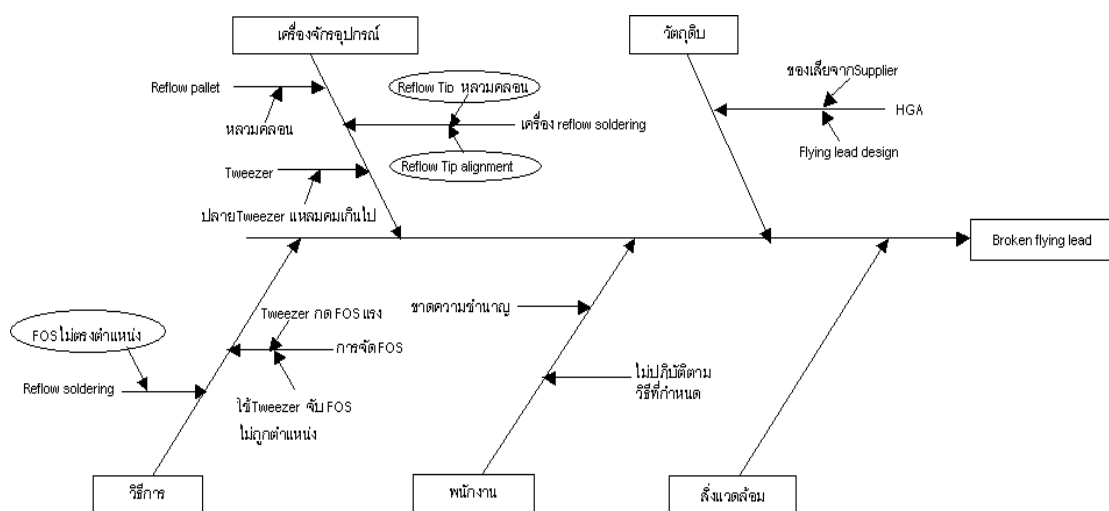 เครื่องจักรอุปกรณ์
วัตถุดิบ
Reflow pallet
หลวมคลอน
Reflow Tip หลวมคลอน
เครื่อง reflow soldering
Reflow Tip alignment
Tweezer
ปลายTweezer แหลมคมเกินไป
ของเสียจากSupplier
HGA
Flying lead design
Broken flying lead
FOSไม่ตรงตำแหน่ง
Reflow soldering
Tweezer กด FOS แรง
การจัดFOS
ใช้Tweezer จับ FOS
ไม่ถูกตำแหน่ง
ขาดความชำนาญ
ไม่ปฏิบัติตาม
วิธีที่กำหนด
วิธีการ
พนักงาน
สิ่งแวดล้อม